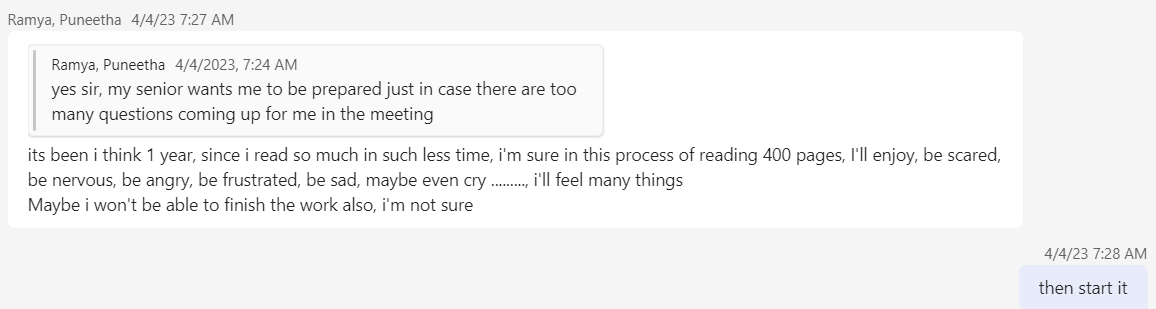 Ramya, Puneetha 4/4/23 7:27 AM
Ramya, Puneetha 4/4/2023, 7:24 AM
yes sir, my senior wants me to be prepared just in case there are too
many questions coming up for me in the meeting
its been i think 1 year, since i read so much in such less time, i'm sure in this process of reading 400 pages, I'll enjoy, be scared,
be nervous, be angry, be frustrated, be sad, maybe even cry ........., i'll feel many things
Maybe i won't be able to finish the work also, i'm not sure
4/4/23 7:28 AM
then start it